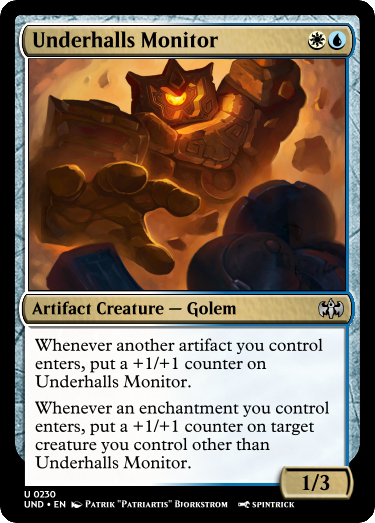 Underhalls Monitor
Artifact Creature — Golem
Whenever another artifact you control
enters, put a +1/+1 counter on
Underhalls Monitor.
Whenever an enchantment you control
enters, put a +1/+1 counter on target
creature you control other than
Underhalls Monitor.
1/3
U 0230
UND • EN Patrik "Patriartis" Bjorkstrom spintrick